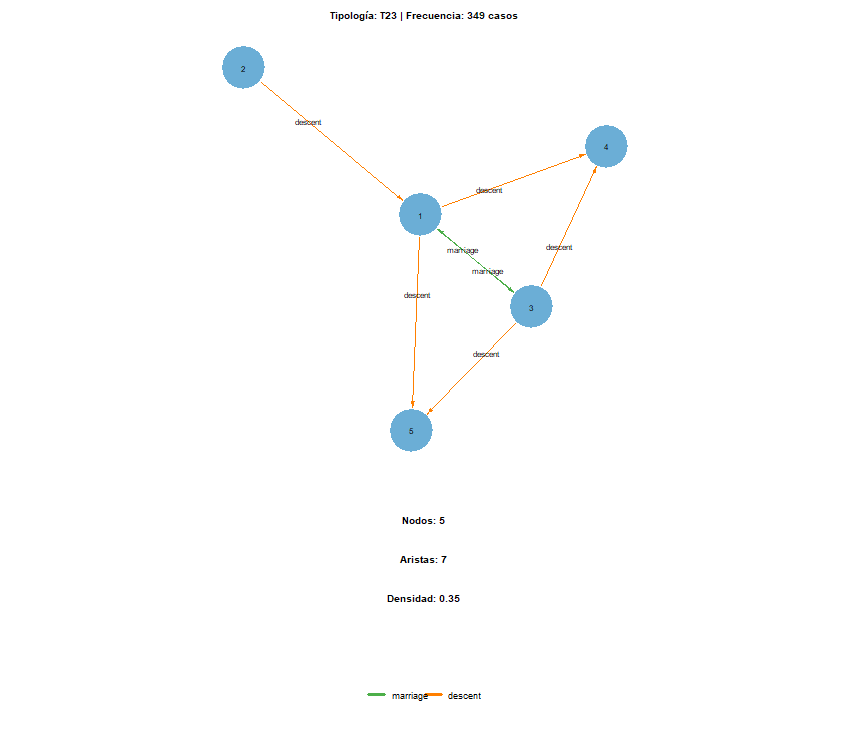 Tipología: T23 | Frecuencia: 349 casos
2
descent
4
descent
1
descent
marriage
marriage
descent
3
descent
5
Nodos: 5
Aristas: 7
Densidad: 0.35
marriage descent